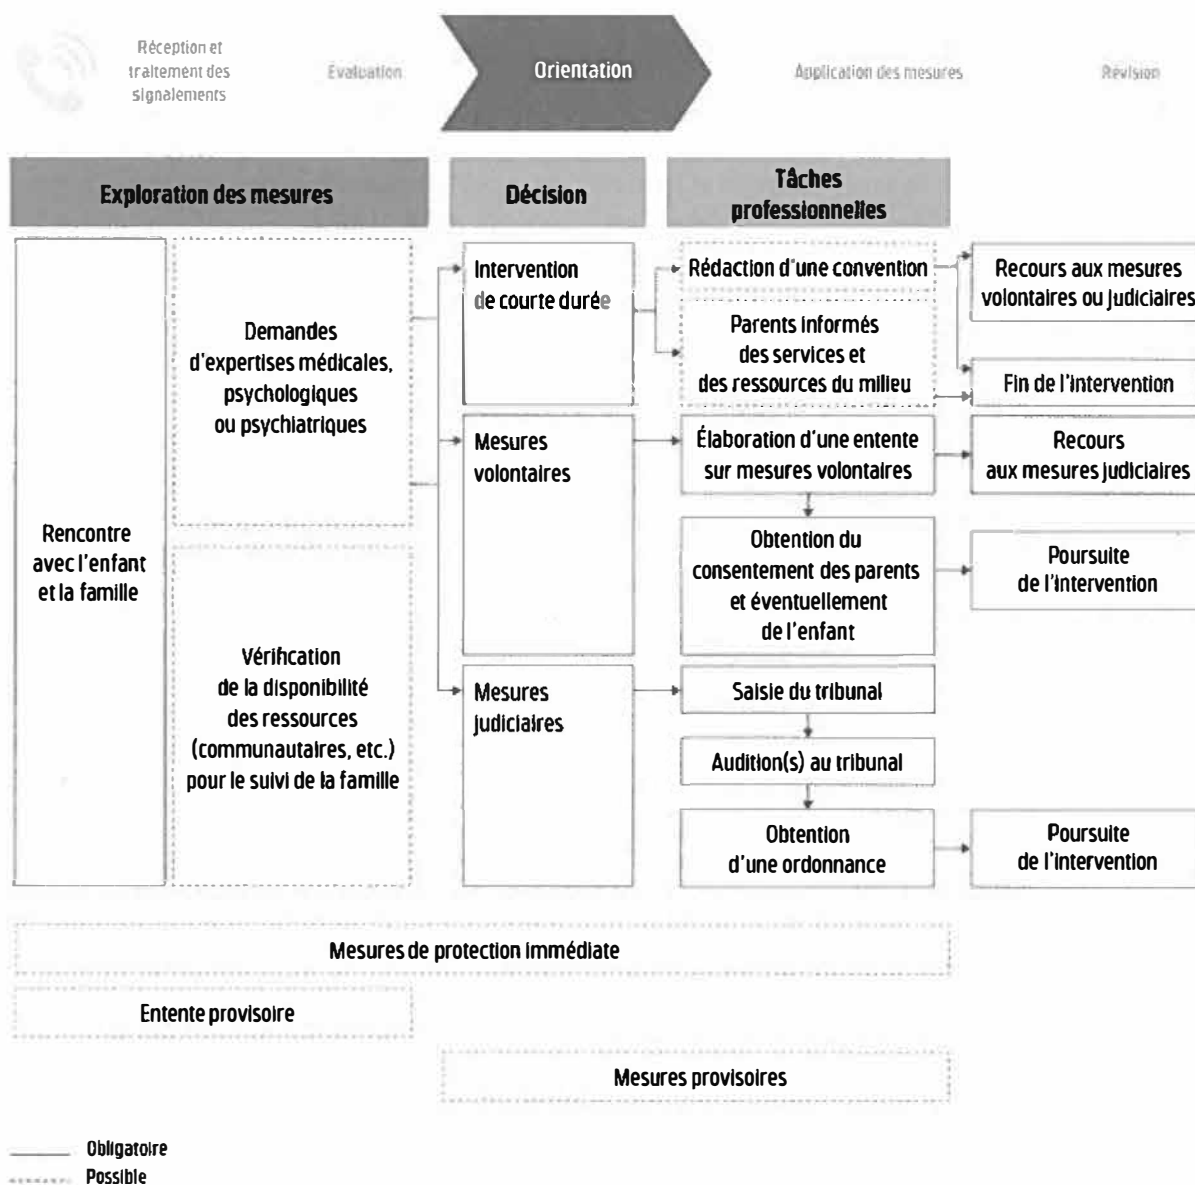 Réception et
traitement des
signalements
Evaluation
Orientation
Application des mesures
Révision
Exploration des mesures
Décision
Tâches
professionnelles
Rencontre
avec l'enfant
et la famille
Demandes
d'expertises médicales,
psychologiques
ou psychiatriques
Vérification
de la disponibilité
des ressources
(communautaires, etc.)
pour le suivi de la famille
Intervention
de courte durée
Mesures
volontaires
Mesures
judiciaires
Rédaction d'une convention
Parents informés
des services et
des ressources du milieu
Élaboration d'une entente
sur mesures volontaires
Obtention du
consentement des parents
et éventuellement
de l'enfant
Saisie du tribunal
Audition(s) au tribunal
Obtention
d'une ordonnance
Recours aux mesures
volontaires ou judiciaires
Fin de l'intervention
Recours
aux mesures judiciaires
Poursuite
de l'intervention
Poursuite
de l'intervention
Mesures de protection immédiate
Entente provisoire
Mesures provisoires
Obligatoire
Possible